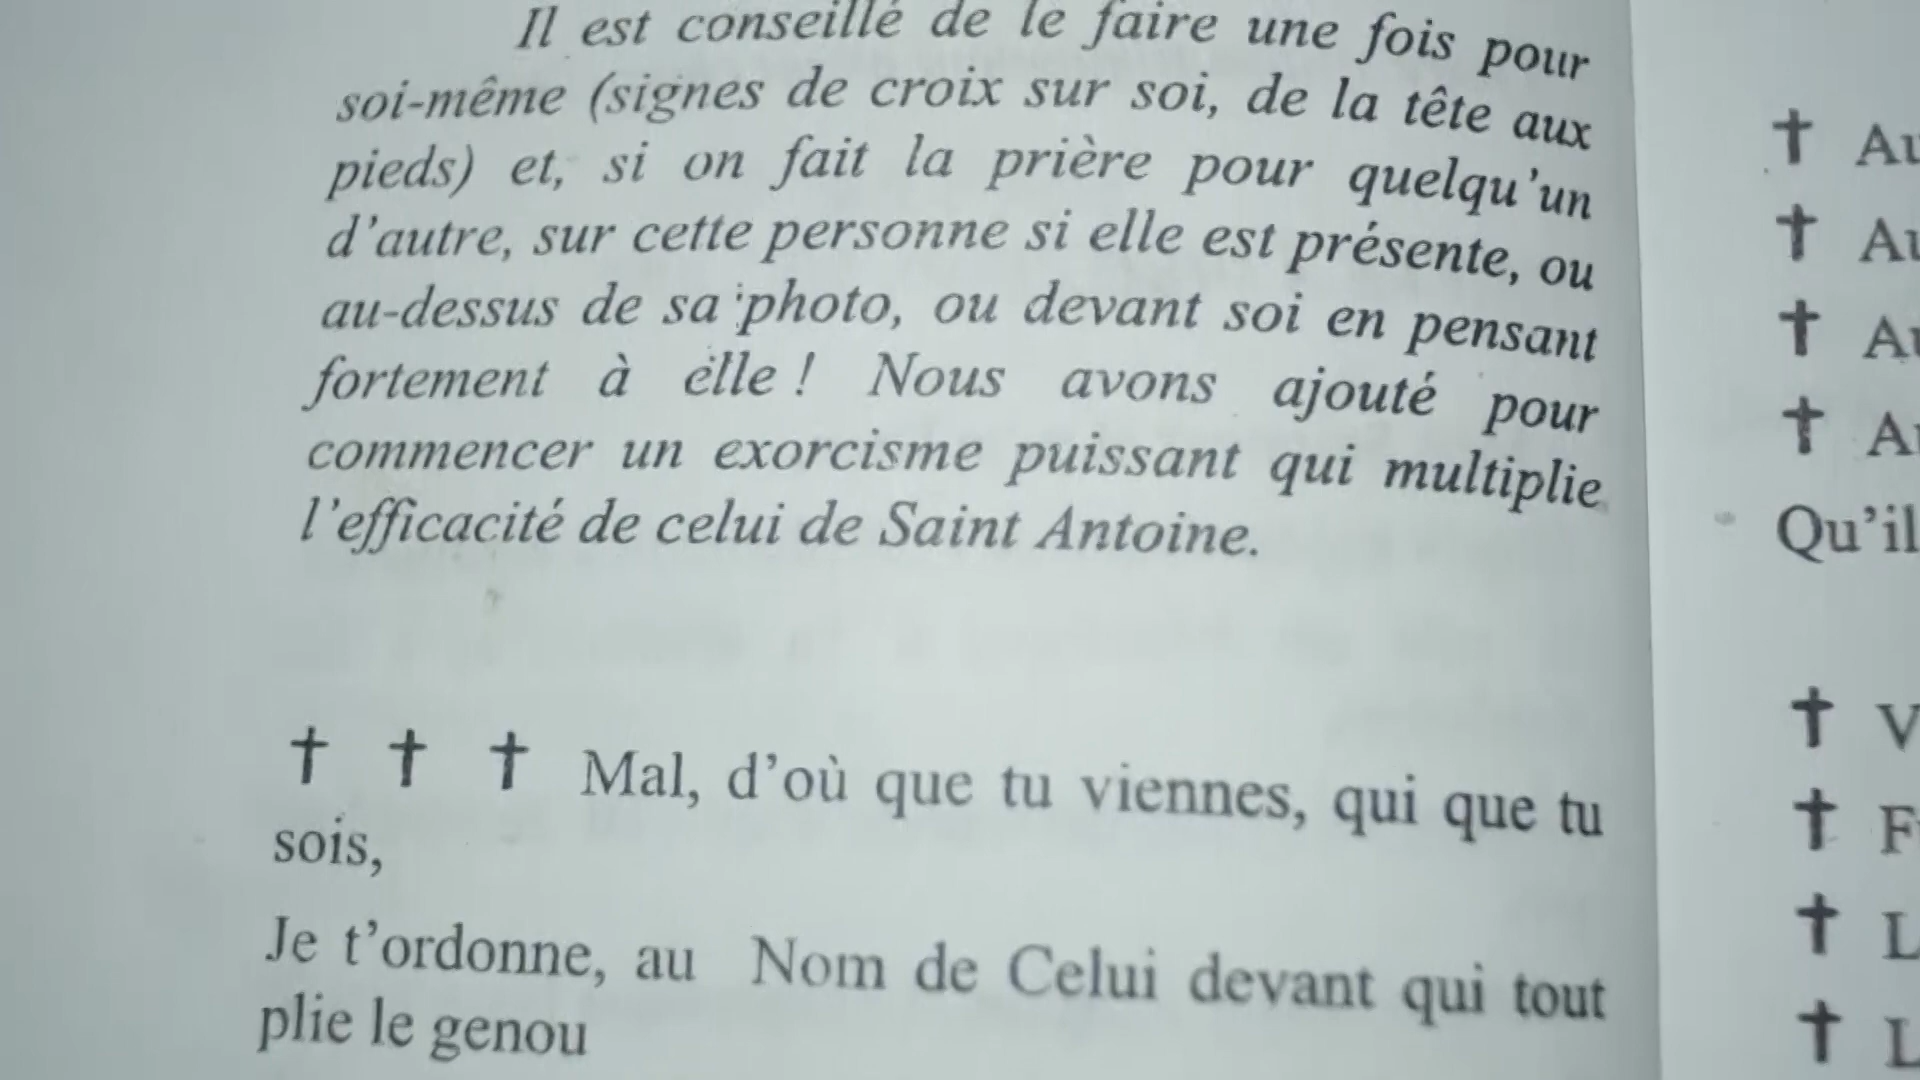 Il est conseillé de le faire une fois pour
soi-même (signes de croix sur soi, de la tête aux
pieds) et, si on fait la prière pour quelqu'un
d'autre, sur cette personne si elle est présente, ou
au-dessus de sa photo, ou devant soi en pensant
fortement à elle ! Nous avons ajouté pour
commencer un exorcisme puissant qui multiplie
l'efficacité de celui de Saint Antoine.
† † † Mal, d'où que tu viennes, qui que tu
sois,
Je t'ordonne, au Nom de Celui devant qui tout
plie le genou
†
†
†
†
Qu'il
†
†
†
†